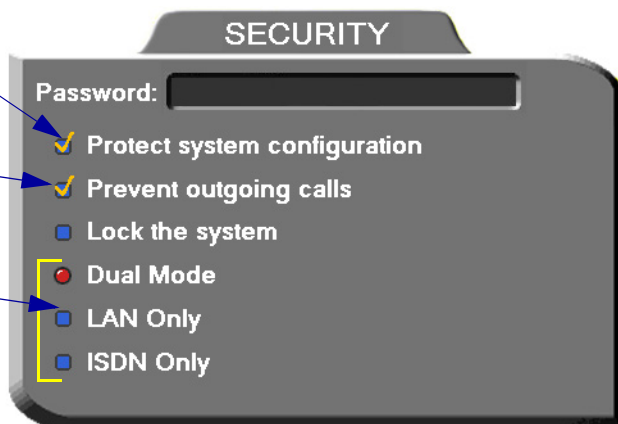 SECURITY
Password:
Protect system configuration
Prevent outgoing calls
Lock the system
Dual Mode
LAN Only
ISDN Only